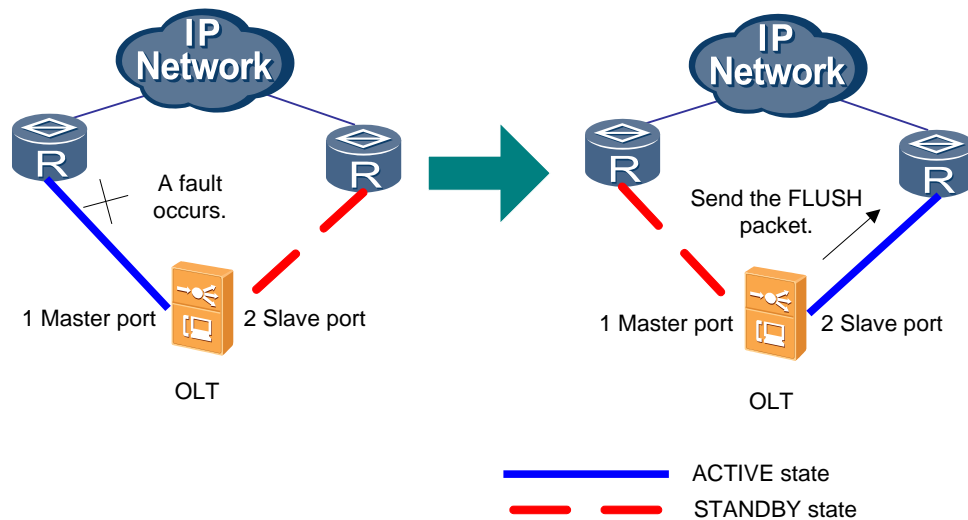 IP
Network
R
R
A fault
occurs.
1 Master port
2 Slave port
OLT
IP
Network
R
R
Send the FLUSH
packet.
1 Master port
2 Slave port
OLT
ACTIVE state
STANDBY state